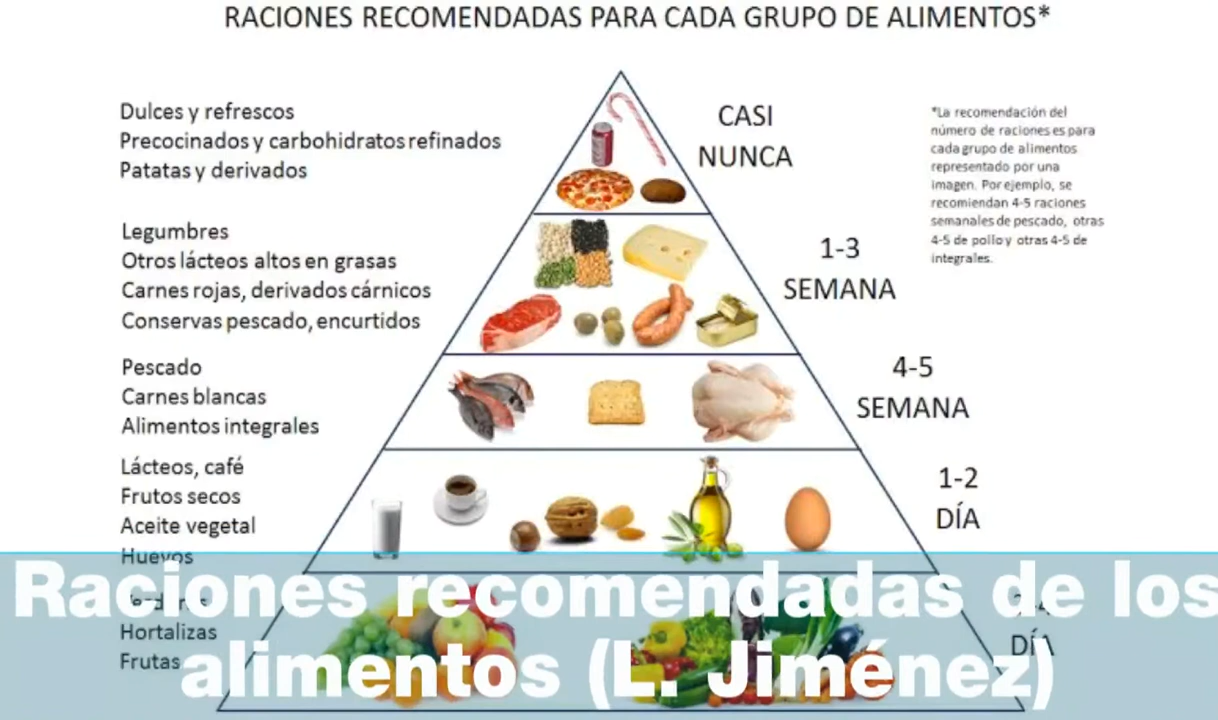 RACIONES RECOMENDADAS PARA CADA GRUPO DE ALIMENTOS*
Dulces y refrescos
Precocinados y carbohidratos refinados
Patatas y derivados
CASI
NUNCA
*La recomendación del
número de raciones es para
cada grupo de alimentos
representado por una
imagen. Por ejemplo, se
recomiendan 4-5 raciones
semanales de pescado, otras
4-5 de pollo y otras 4-5 de
integrales.
Legumbres
Otros lácteos altos en grasas
Carnes rojas, derivados cárnicos
Conservas pescado, encurtidos
1-3
SEMANA
Pescado
Carnes blancas
Alimentos integrales
4-5
SEMANA
Lácteos, café
Frutos secos
Aceite vegetal
Huevos
1-2
DÍA
Hortalizas
Frutas
DÍA
Raciones recomendadas de los
alimentos (L. Jiménez)